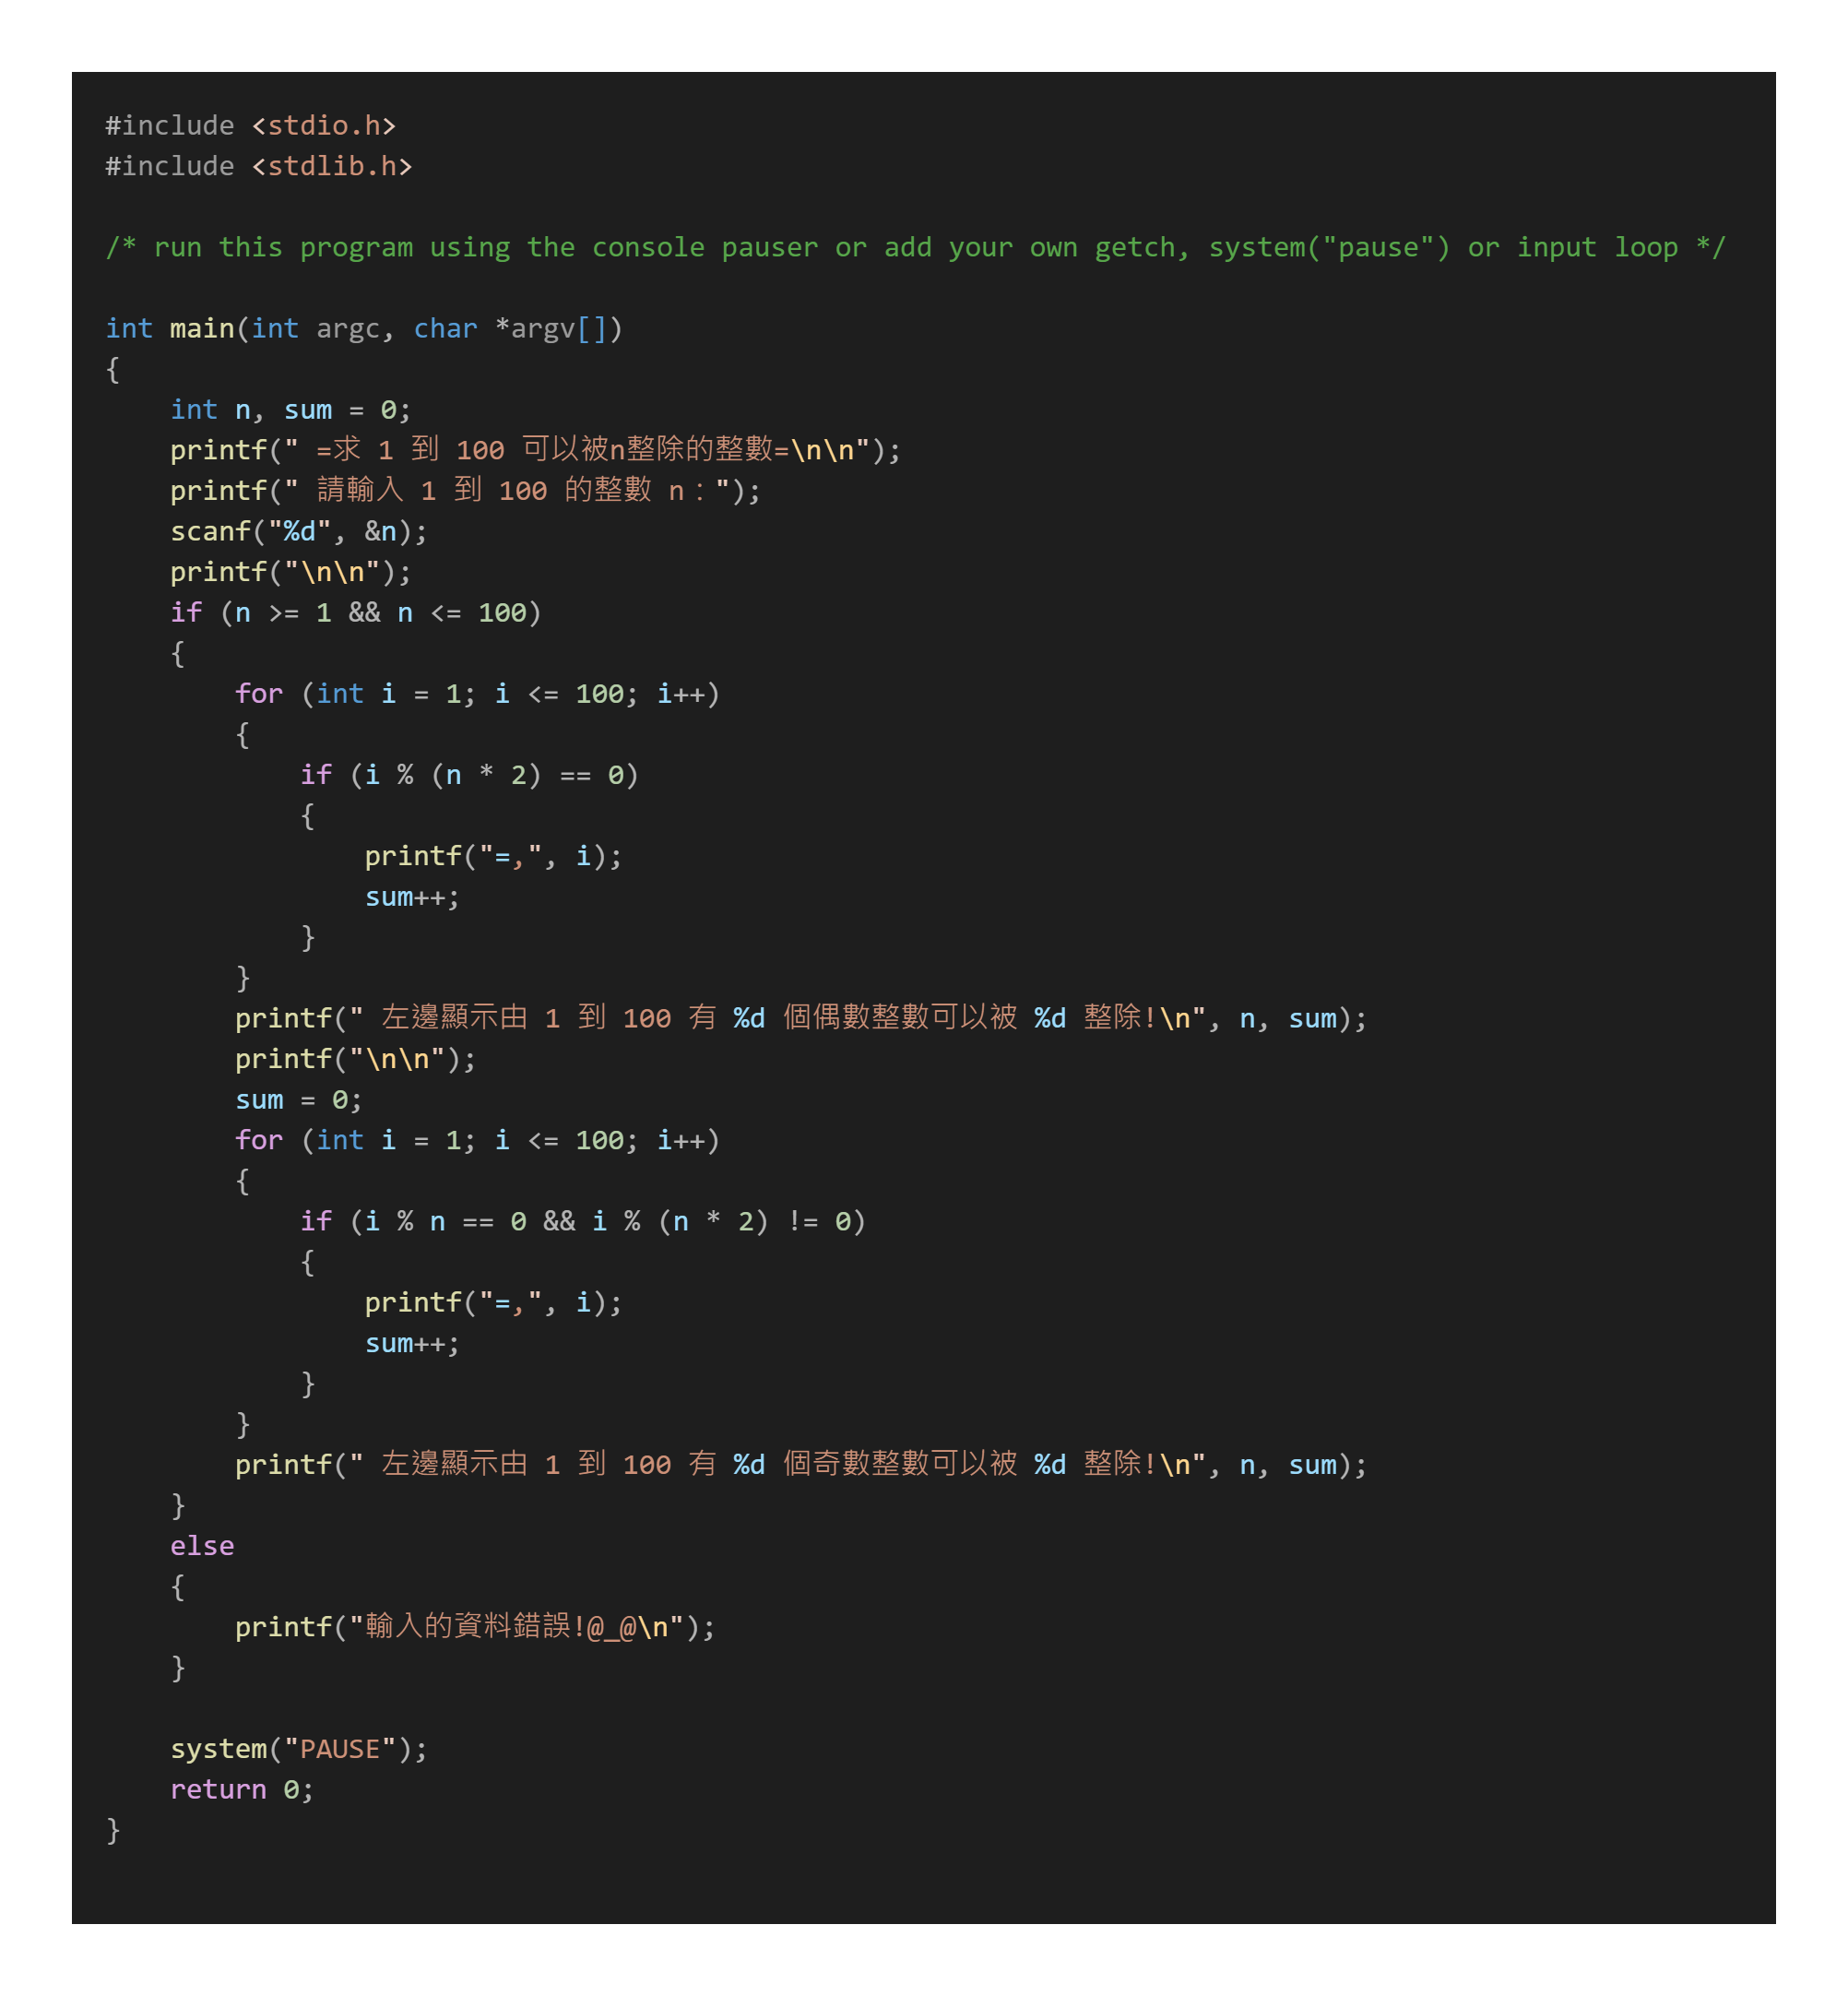 #include <stdio.h>
#include <stdlib.h>
/* run this program using the console pauser or add your own getch, system("pause") or input loop */
int main(int argc, char *argv[])
{
int n, sum = 0;
printf(" =求 1 到 100 可以被n整除的整數=\n\n");
printf(" 請輸入 1 到 100 的整數 n：");
scanf("%d", &n);
printf("\n\n");
if (n >= 1 && n <= 100)
{
for (int i = 1; i <= 100; i++)
{
if (i % (n * 2) == 0)
{
printf("=,", i);
sum++;
}
}
printf(" 左邊顯示由 1 到 100 有 %d 個偶數整數可以被 %d 整除!\n", n, sum);
printf("\n\n");
sum = 0;
for (int i = 1; i <= 100; i++)
{
if (i % n == 0 && i % (n * 2) != 0)
{
printf("=,", i);
sum++;
}
}
printf(" 左邊顯示由 1 到 100 有 %d 個奇數整數可以被 %d 整除!\n", n, sum);
}
else
{
printf("輸入的資料錯誤!@_@\n");
}
system("PAUSE");
return 0;
}